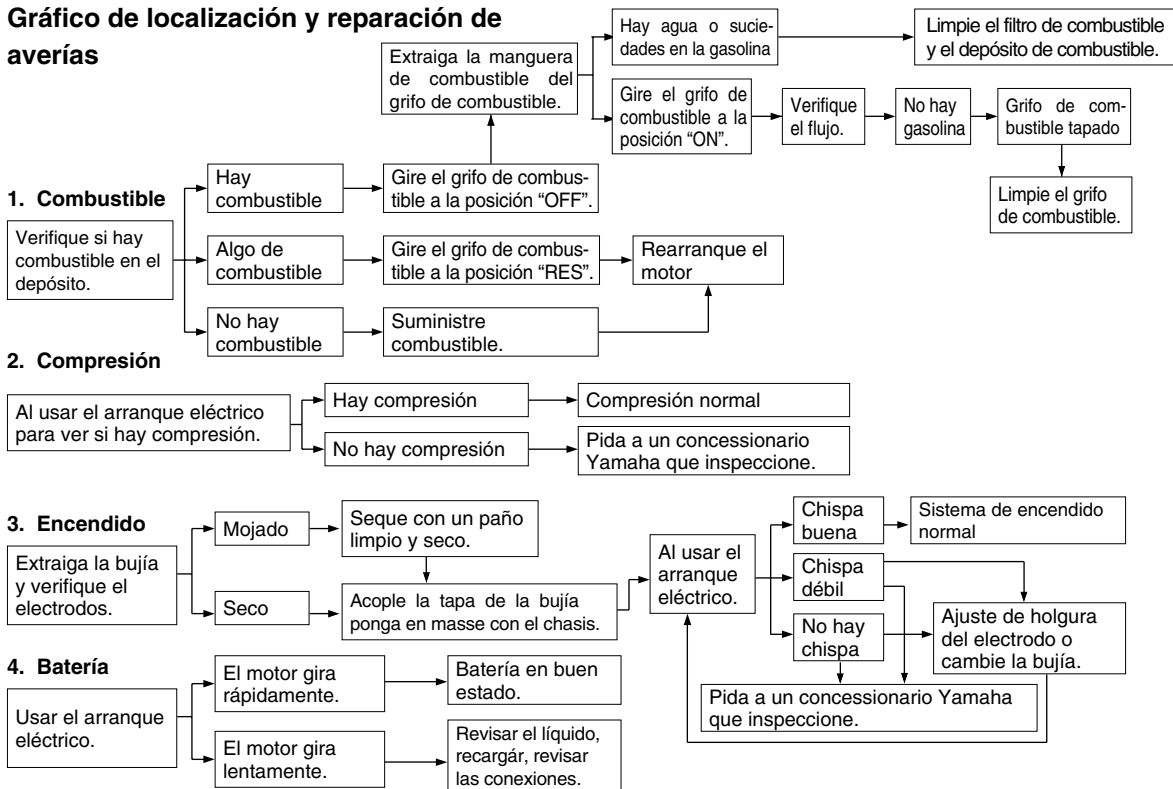 Gráfico de localización y reparación de
averías
Extraiga la manguera
de combustible del
grifo de combustible.
Hay agua o sucie-
dades en la gasolina
Limpie el filtro de combustible
y el depósito de combustible.
Gire el grifo de
combustible a la
posición “ON”.
Verifique
el flujo.
No hay
gasolina
Grifo de com-
bustible tapado
Limpie el grifo
de combustible.
1. Combustible
Verifique si hay
combustible en el
depósito.
Hay
combustible
Gire el grifo de combus-
tible a la posición “OFF”.
Algo de
combustible
Gire el grifo de combus-
tible a la posición “RES”.
Rearranque el
motor
No hay
combustible
Suministre
combustible.
2. Compresión
Al usar el arranque eléctrico
para ver si hay compresión.
Hay compresión
Compresión normal
No hay compresión
Pida a un concessionario
Yamaha que inspeccione.
3. Encendido
Extraiga la bujía
y verifique el
electrodos.
Mojado
Seque con un paño
limpio y seco.
Seco
Acople la tapa de la bujía
ponga en masse con el chasis.
Al usar el
arranque
eléctrico.
Chispa
buena
Sistema de encendido
normal
Chispa
débil
No hay
chispa
Ajuste de holgura
del electrodo o
cambie la bujía.
Pida a un concessionario Yamaha
que inspeccione.
4. Batería
Usar el arranque
eléctrico.
El motor gira
rápidamente.
Batería en buen
estado.
El motor gira
lentamente.
Revisar el líquido,
recargár, revisar
las conexiones.